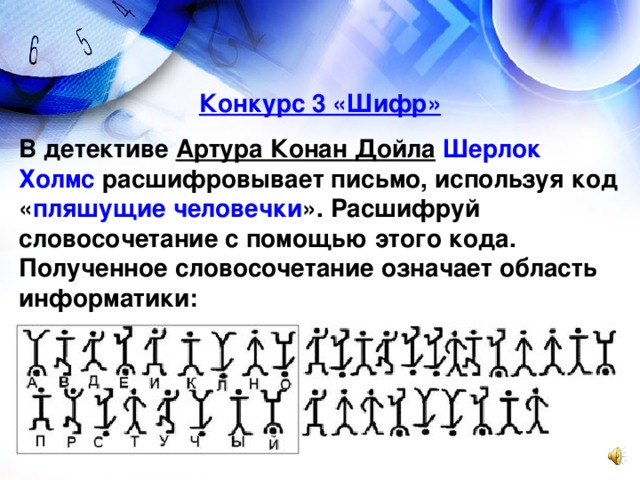 6 5 4
Конкурс 3 «Шифр»
В детективе Артура Конан Дойла Шерлок
Холмс расшифровывает письмо, используя код
«пляшущие человечки». Расшифруй
словосочетание с помощью этого кода.
Полученное словосочетание означает область
информатики:
А В Д Е И К Л Н О
П Р С Т У Ч Ы Й